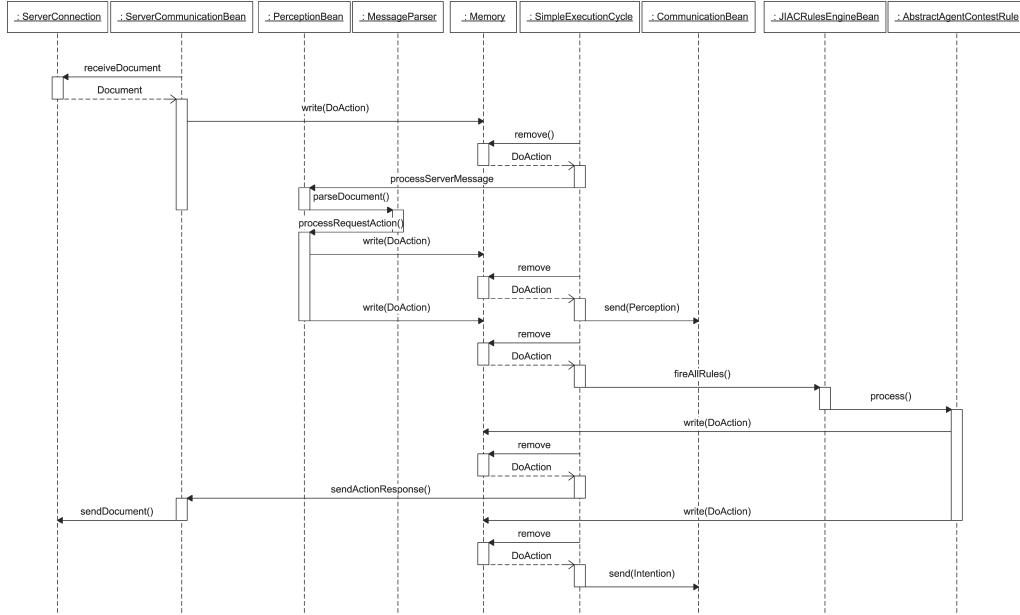 : ServerConnection
: ServerCommunicationBean
: PerceptionBean
: MessageParser
: Memory
: SimpleExecutionCycle
: CommunicationBean
: JIACRulesEngineBean
: AbstractAgentContestRule
receiveDocument
Document
write(DoAction)
remove()
DoAction
processServerMessage
parseDocument()
processRequestAction()
write(DoAction)
remove
DoAction
write(DoAction)
send(Perception)
remove
DoAction
fireAllRules()
process()
write(DoAction)
remove
DoAction
sendActionResponse()
sendDocument()
write(DoAction)
remove
DoAction
send(Intention)